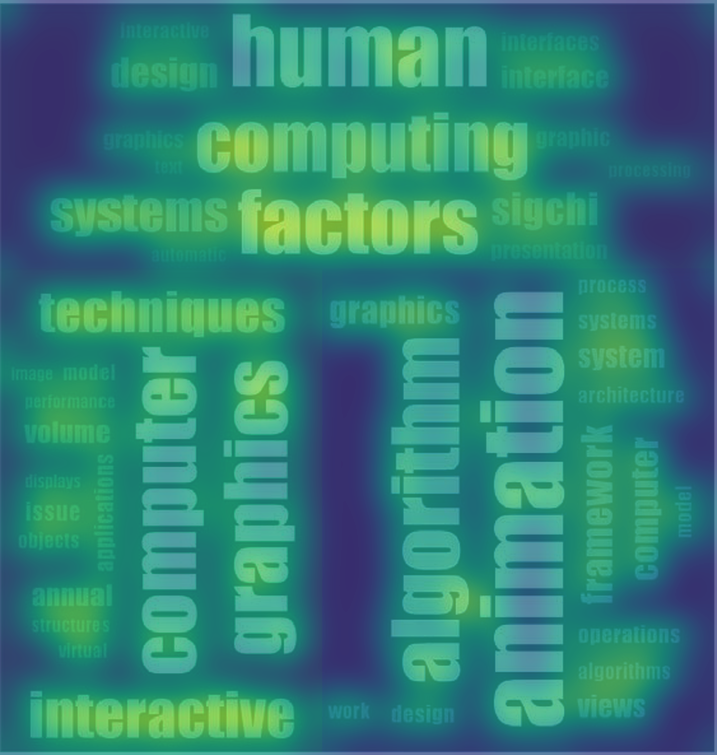 interactive
human
interfaces
design
interface
graphics
computing
graphic
text
processing
systems
factors
sigchi
automatic
presentation
techniques
graphics
process
systems
system
image model
performance
volume
architecture
computer
graphics
algorithm
animation
displays
applications
issue
objects
framework
computer
model
annual
structures
virtual
operations
algorithms
views
interactive
work
design